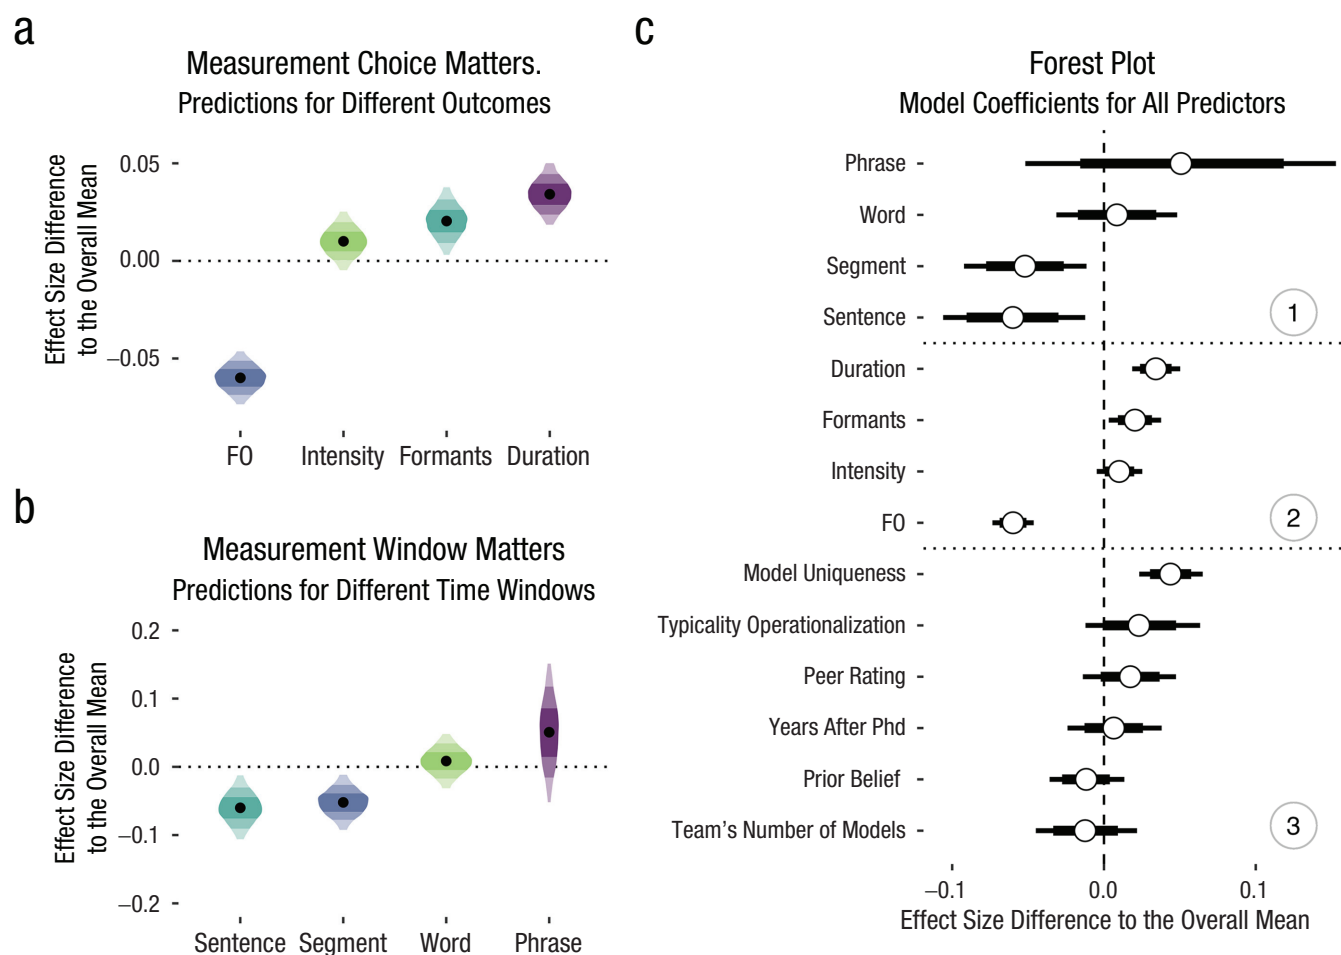 a
Measurement Choice Matters.
Predictions for Different Outcomes
Effect Size Difference
to the Overall Mean
0.05
0.00
−0.05
F0
Intensity
Formants
Duration
b
Measurement Window Matters
Predictions for Different Time Windows
Effect Size Difference
to the Overall Mean
0.2
0.1
0.0
−0.1
−0.2
Sentence
Segment
Word
Phrase
c
Forest Plot
Model Coefficients for All Predictors
Phrase
Word
Segment
Sentence
1
Duration
Formants
Intensity
F0
2
Model Uniqueness
Typicality Operationalization
Peer Rating
Years After Phd
Prior Belief
Team's Number of Models
3
−0.1
0.0
0.1
Effect Size Difference to the Overall Mean